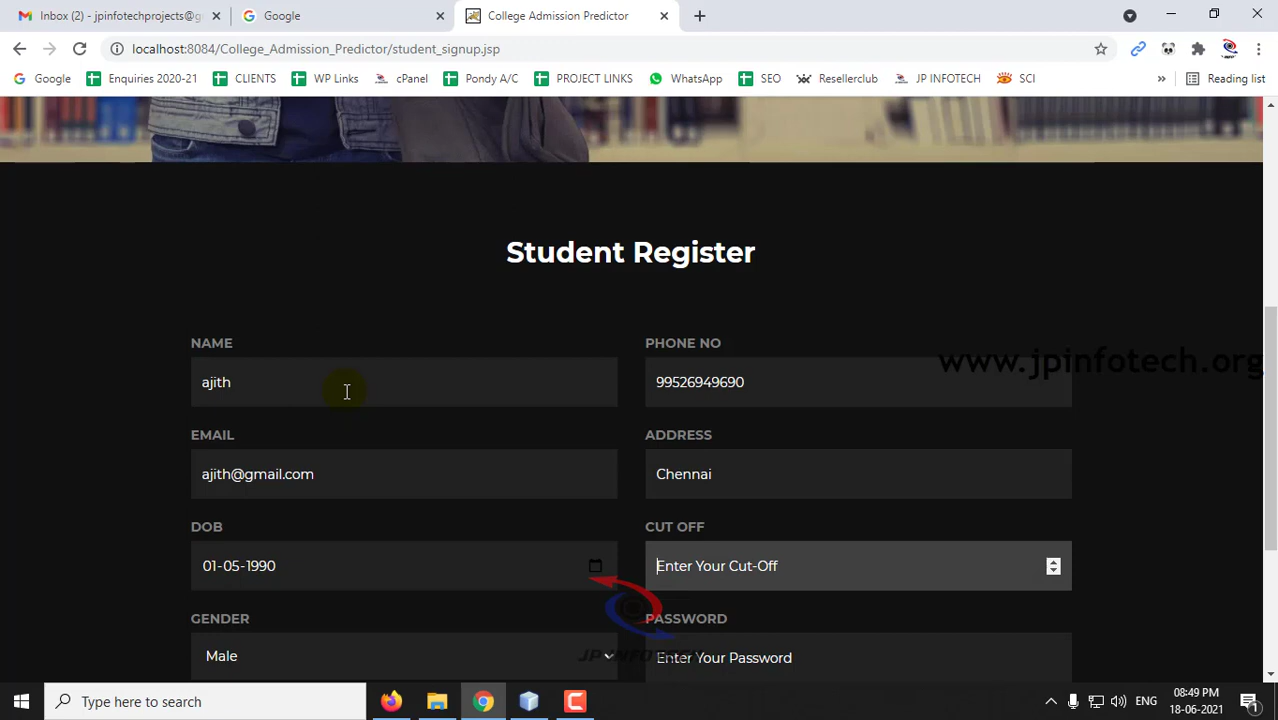 Inbox (2) - jpinfotechprojects@g
Google
College Admission Predictor
localhost:8084/College_Admission_Predictor/student_signup.jsp
Google
Enquiries 2020-21
CLIENTS
WP Links
cPanel
Pondy A/C
PROJECT LINKS
WhatsApp
SEO
Resellerclub
JP INFOTECH
SCI
»
Reading list
Student Register
NAME
PHONE NO
www.jpinfotech.org
ajith
99526949690
EMAIL
ADDRESS
ajith@gmail.com
Chennai
DOB
CUT OFF
01-05-1990
Enter Your Cut-Off
GENDER
PASSWORD
Male
JP INFOTECH
Enter Your Password
Type here to search
ENG
08:49 PM
18-06-2021
1